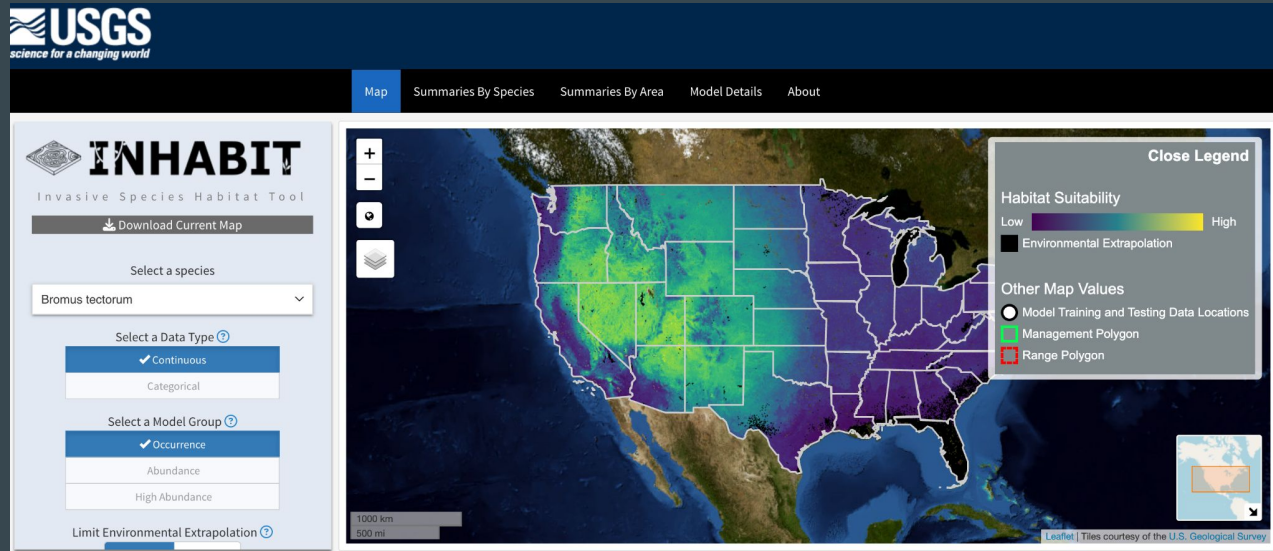 USGS
science for a changing world
Map
Summaries By Species
Summaries By Area
Model Details
About
INHABIT
Invasive Species Habitat Tool
Download Current Map
Select a species
Bromus tectorum
Select a Data Type ?
Continuous
Categorical
Select a Model Group ?
Occurrence
Abundance
High Abundance
Limit Environmental Extrapolation ?
+
−
Close Legend
Habitat Suitability
Low
High
Environmental Extrapolation
Other Map Values
Model Training and Testing Data Locations
Management Polygon
Range Polygon
1000 km
500 mi
Leaflet | Tiles courtesy of the U.S. Geological Survey